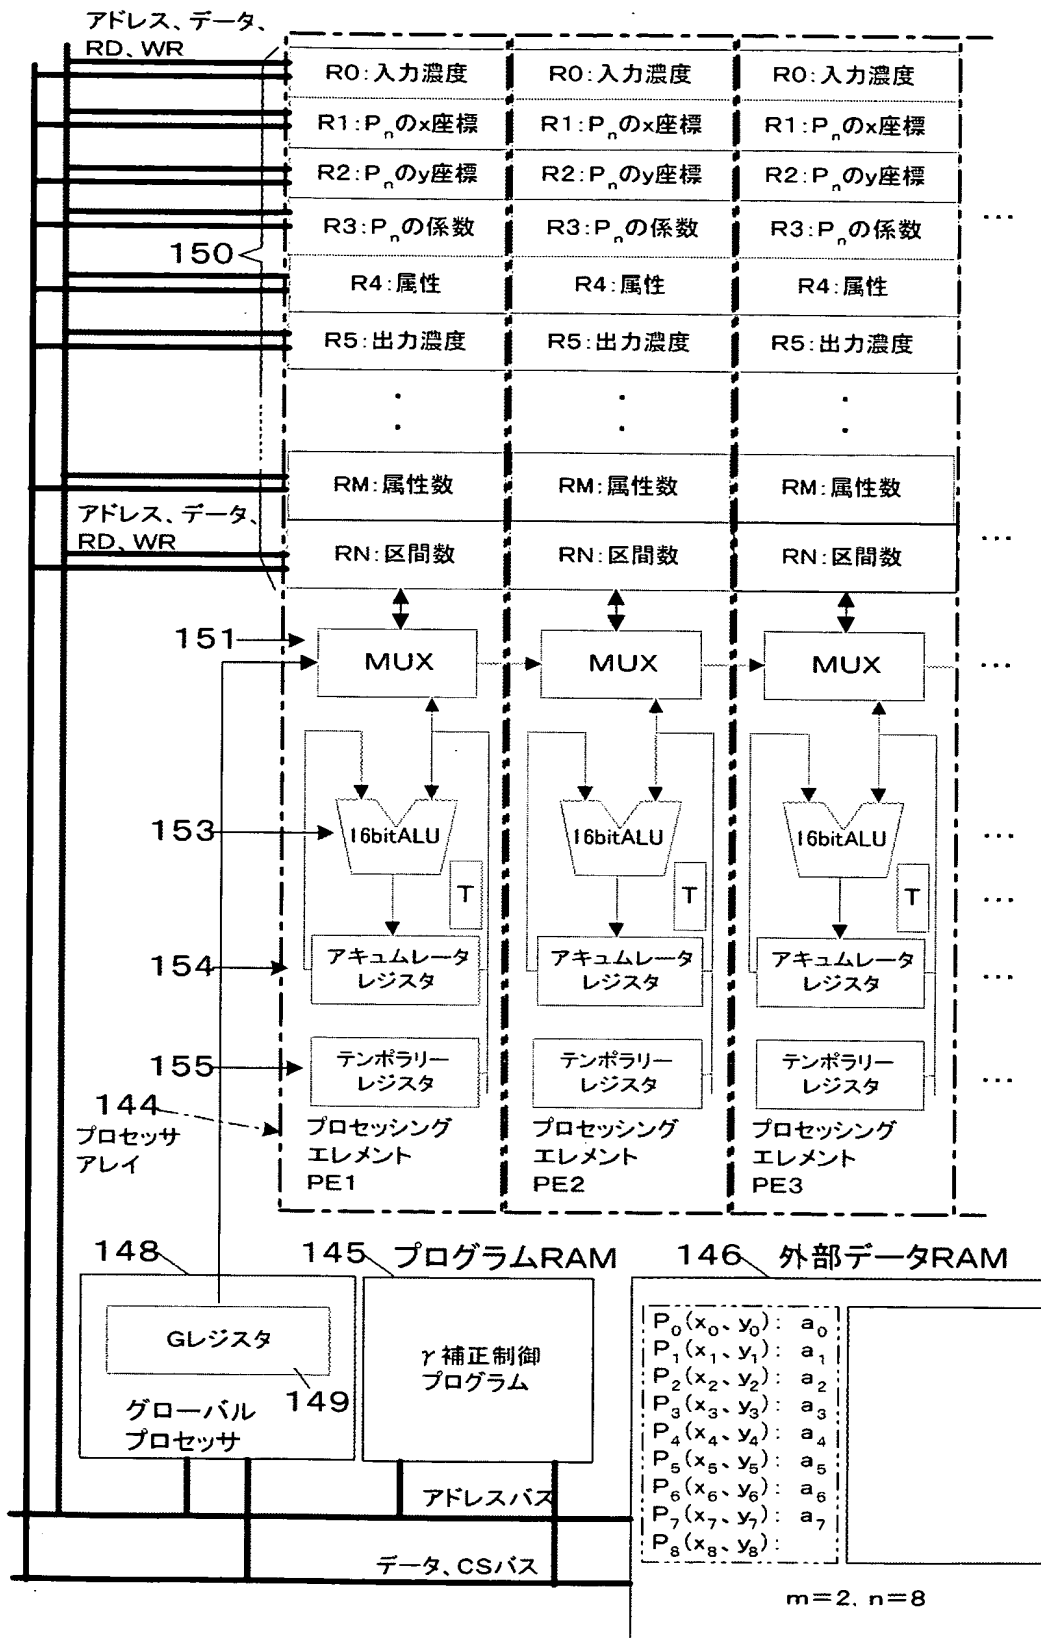 アドレス、データ、
RD、WR
R0:入力濃度 R0:入力濃度 R0:入力濃度
R1:Pnのx座標 R1:Pnのx座標 R1:Pnのx座標
R2:Pnのy座標 R2:Pnのy座標 R2:Pnのy座標
R3:Pnの係数 R3:Pnの係数 R3:Pnの係数 …
150
R4:属性 R4:属性 R4:属性
R5:出力濃度 R5:出力濃度 R5:出力濃度
RM:属性数 RM:属性数 RM:属性数
アドレス、データ、
RD、WR
RN:区間数 RN:区間数 RN:区間数 …
151
MUX MUX MUX …
153
16bitALU 16bitALU 16bitALU …
T T T …
154
アキュムレータ アキュムレータ アキュムレータ
レジスタ レジスタ レジスタ …
155
テンポラリー テンポラリー テンポラリー
レジスタ レジスタ レジスタ …
144
プロセッサ
アレイ
プロセッシング プロセッシング プロセッシング
エレメント エレメント エレメント
PE1 PE2 PE3
148 145 プログラムRAM 146 外部データRAM
Gレジスタ
149
グローバル
プロセッサ
γ補正制御
プログラム
P0(x0、y0): a0
P1(x1、y1): a1
P2(x2、y2): a2
P3(x3、y3): a3
P4(x4、y4): a4
P5(x5、y5): a5
P6(x6、y6): a6
P7(x7、y7): a7
P8(x8、y8):
アドレスバス
データ、CSバス
m=2. n=8